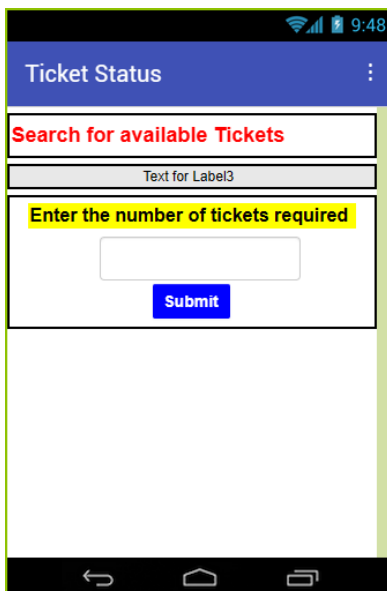 9:48
Ticket Status
Search for available Tickets
Text for Label3
Enter the number of tickets required
Submit